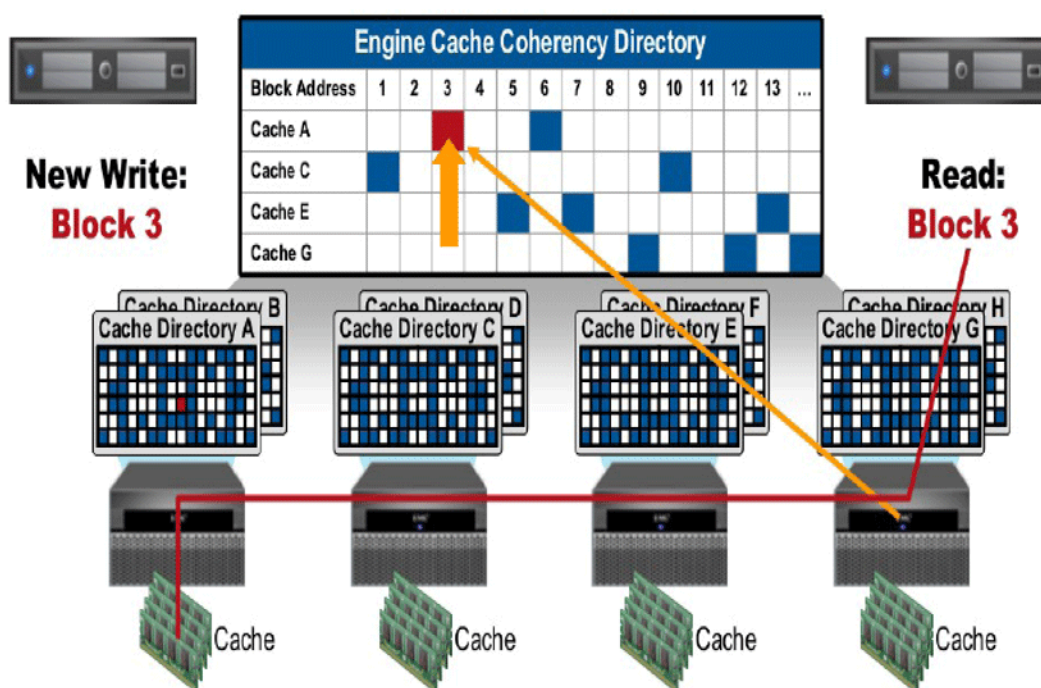 Engine Cache Coherency Directory
Block Address 1 2 3 4 5 6 7 8 9 10 11 12 13 ...
Cache A
Cache C
Cache E
Cache G
New Write:
Block 3
Read:
Block 3
Cache Directory B
Cache Directory A
Cache Directory D
Cache Directory C
Cache Directory F
Cache Directory E
Cache Directory H
Cache Directory G
Cache
Cache
Cache
Cache